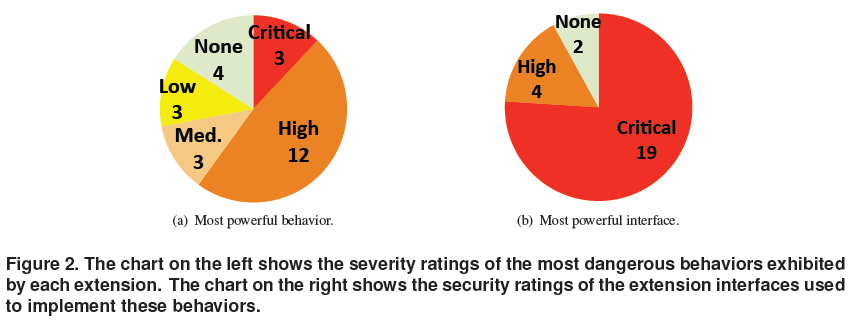 None
4
Critical
3
Low
3
High
12
Med.
3
(a) Most powerful behavior.
None
2
High
4
Critical
19
(b) Most powerful interface.
Figure 2. The chart on the left shows the severity ratings of the most dangerous behaviors exhibited
by each extension. The chart on the right shows the security ratings of the extension interfaces used
to implement these behaviors.